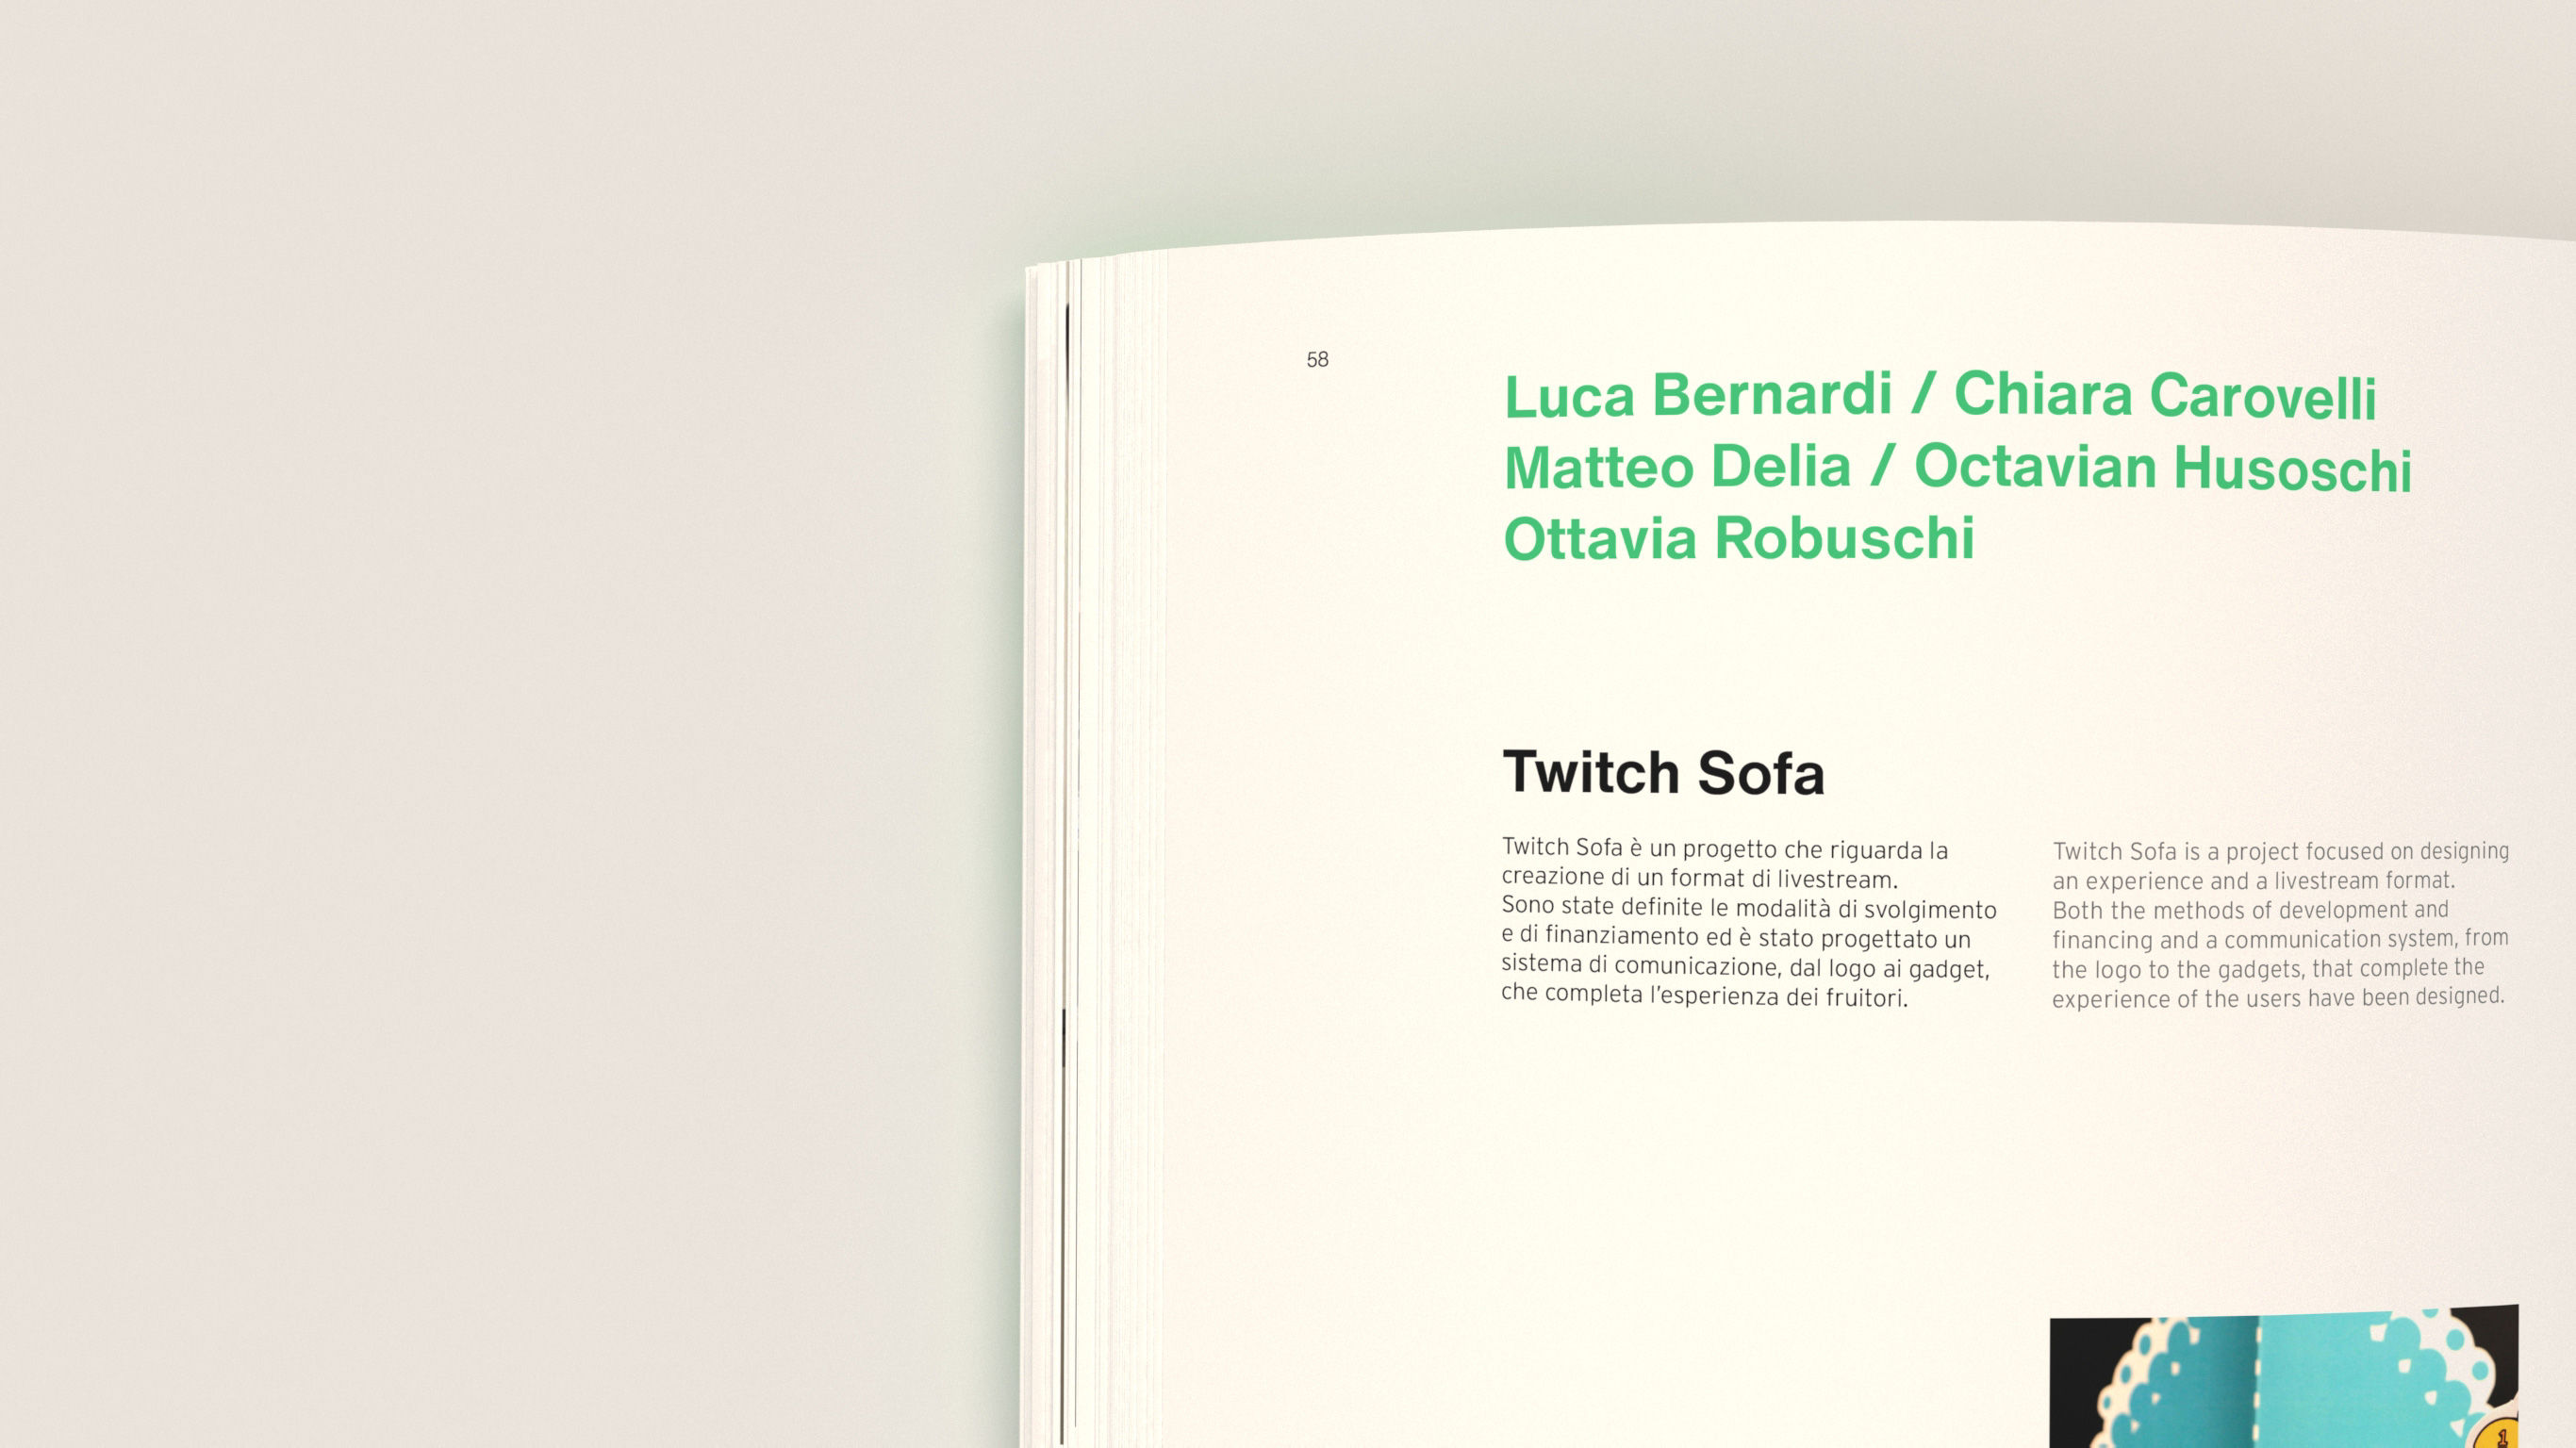 58
Luca Bernardi / Chiara Carovelli
Matteo Delia / Octavian Husoschi
Ottavia Robuschi
Twitch Sofa
Twitch Sofa è un progetto che riguarda la
creazione di un format di livestream.
Sono state definite le modalità di svolgimento
e di finanziamento ed è stato progettato un
sistema di comunicazione, dal logo ai gadget,
che completa l’esperienza dei fruitori.
Twitch Sofa is a project focused on designing
an experience and a livestream format.
Both the methods of development and
financing and a communication system, from
the logo to the gadgets, that complete the
experience of the users have been designed.
1